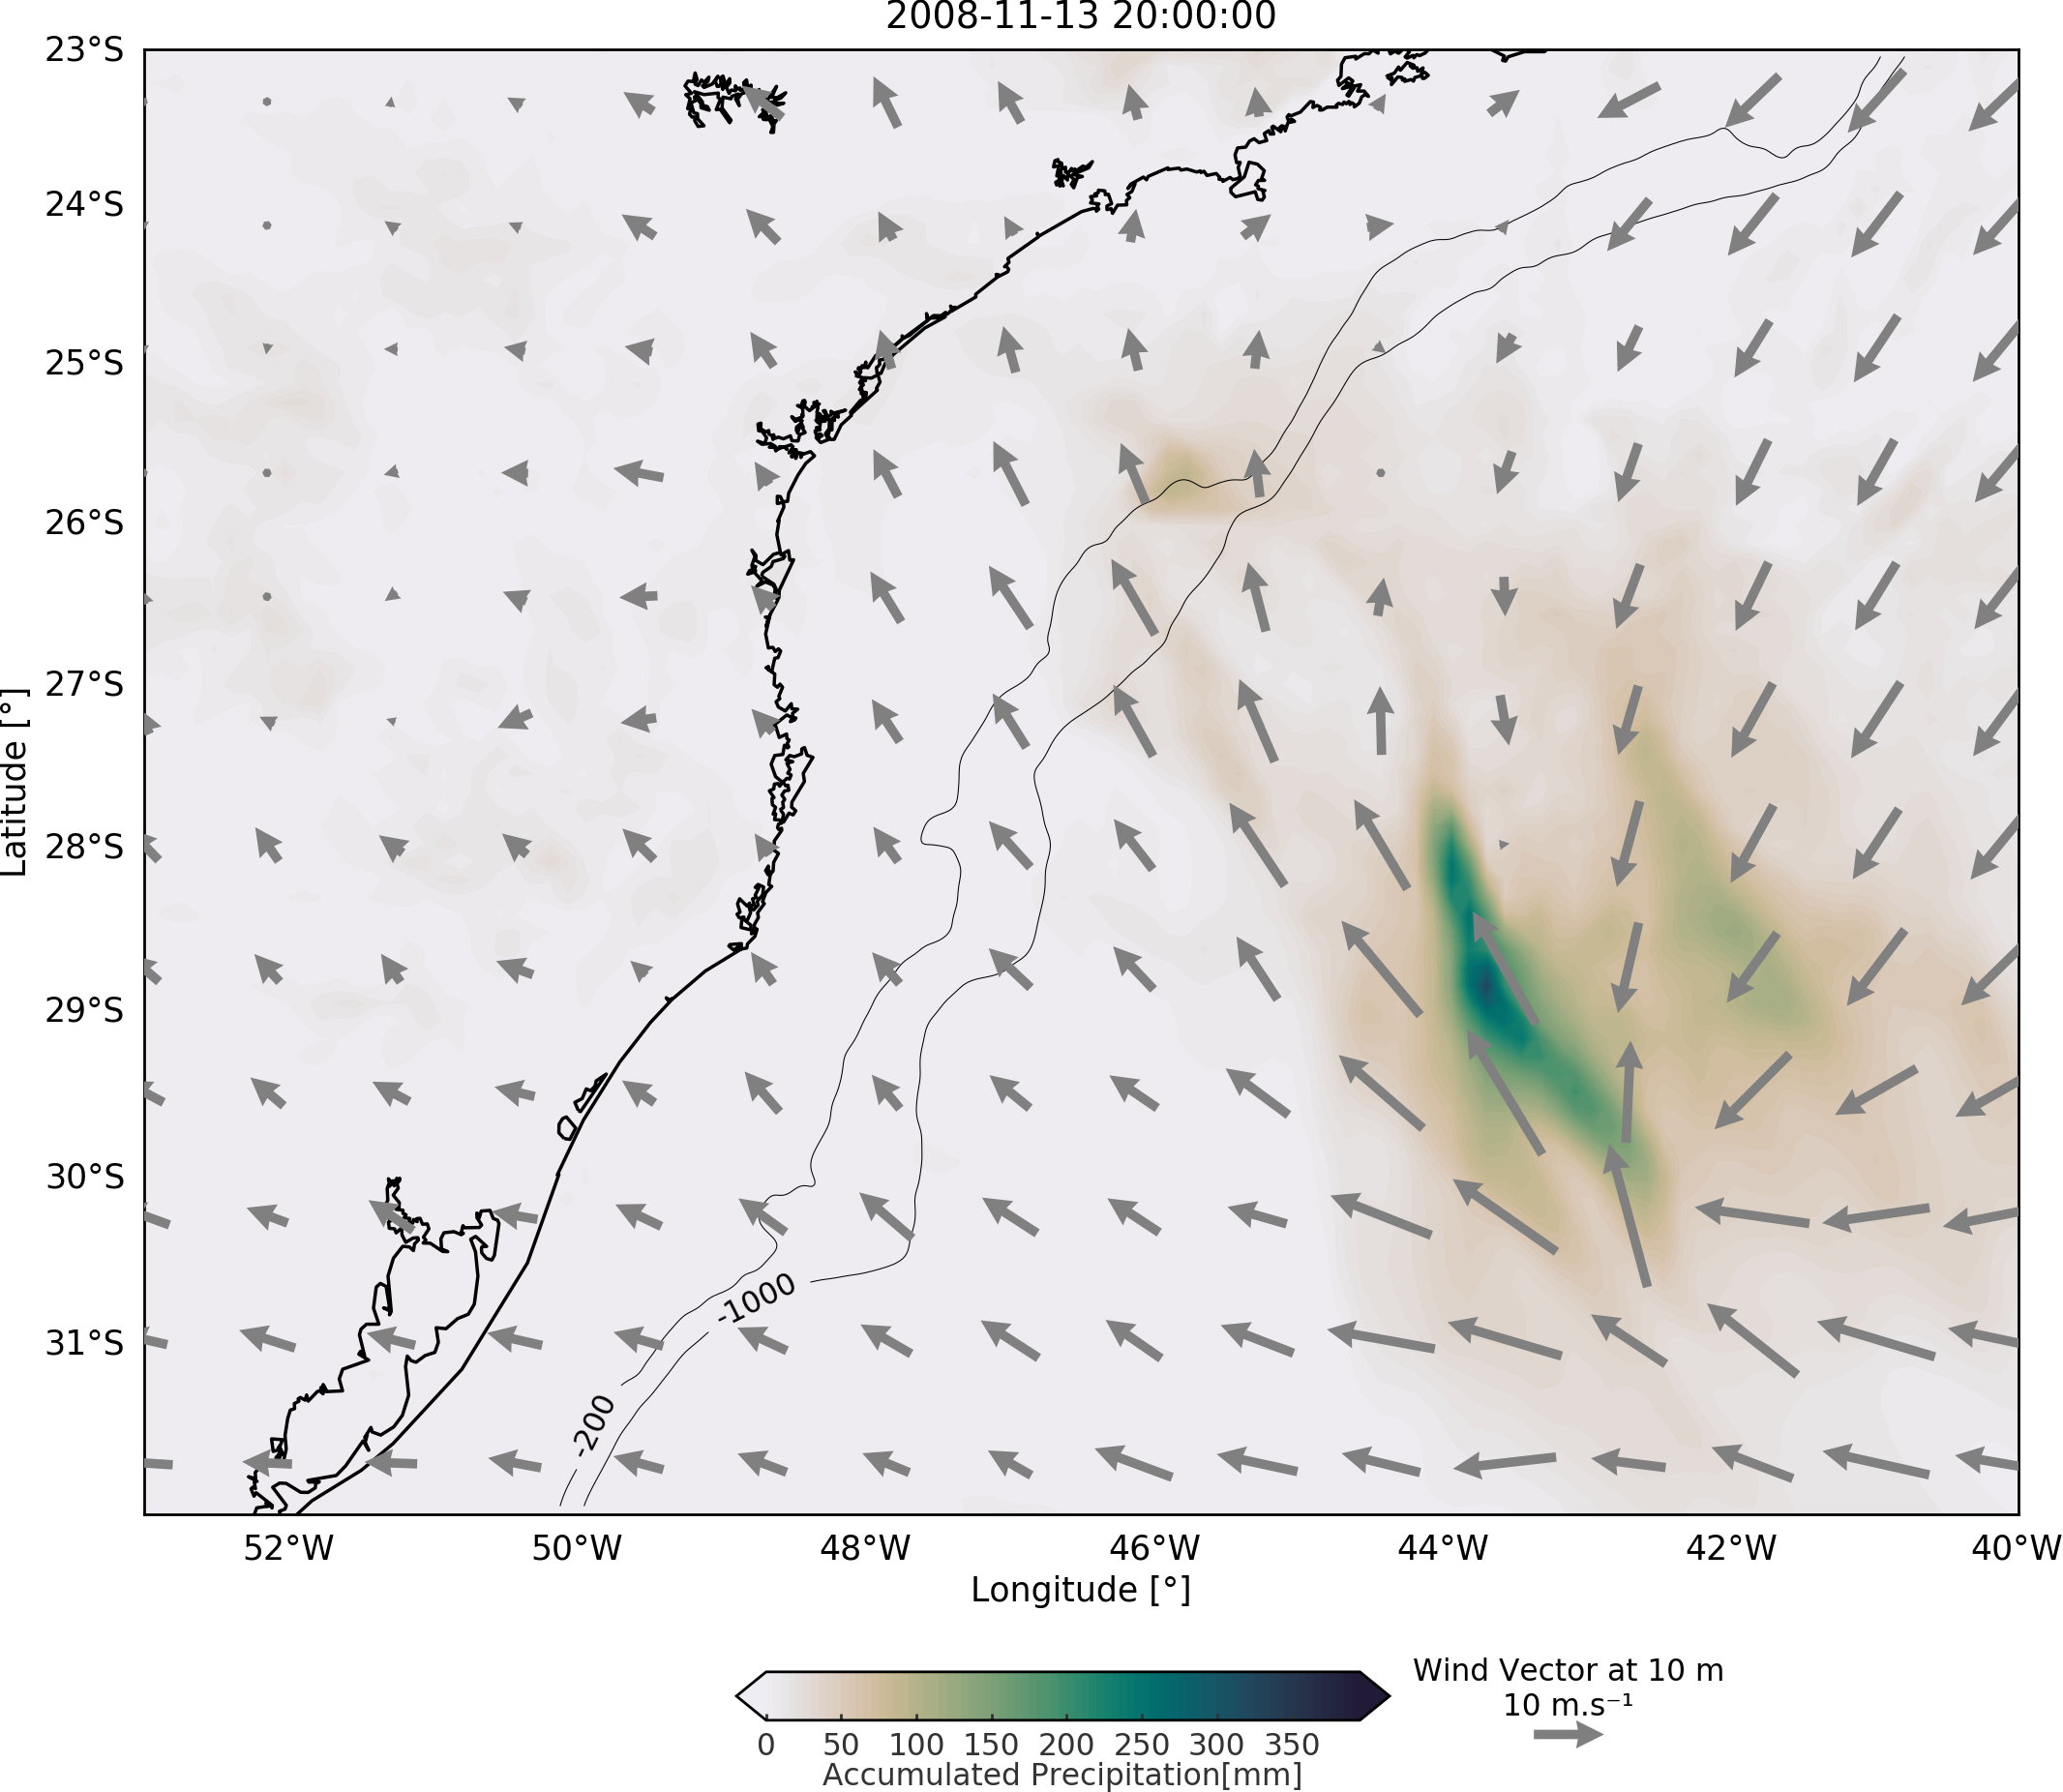 2008-11-13 20:00:00
23°S
24°S
25°S
26°S
27°S
28°S
29°S
30°S
31°S
Latitude [°]
-1000
-200
52°W 50°W 48°W 46°W 44°W 42°W 40°W
Longitude [°]
Wind Vector at 10 m
10 m.s⁻¹
0 50 100 150 200 250 300 350
Accumulated Precipitation[mm]